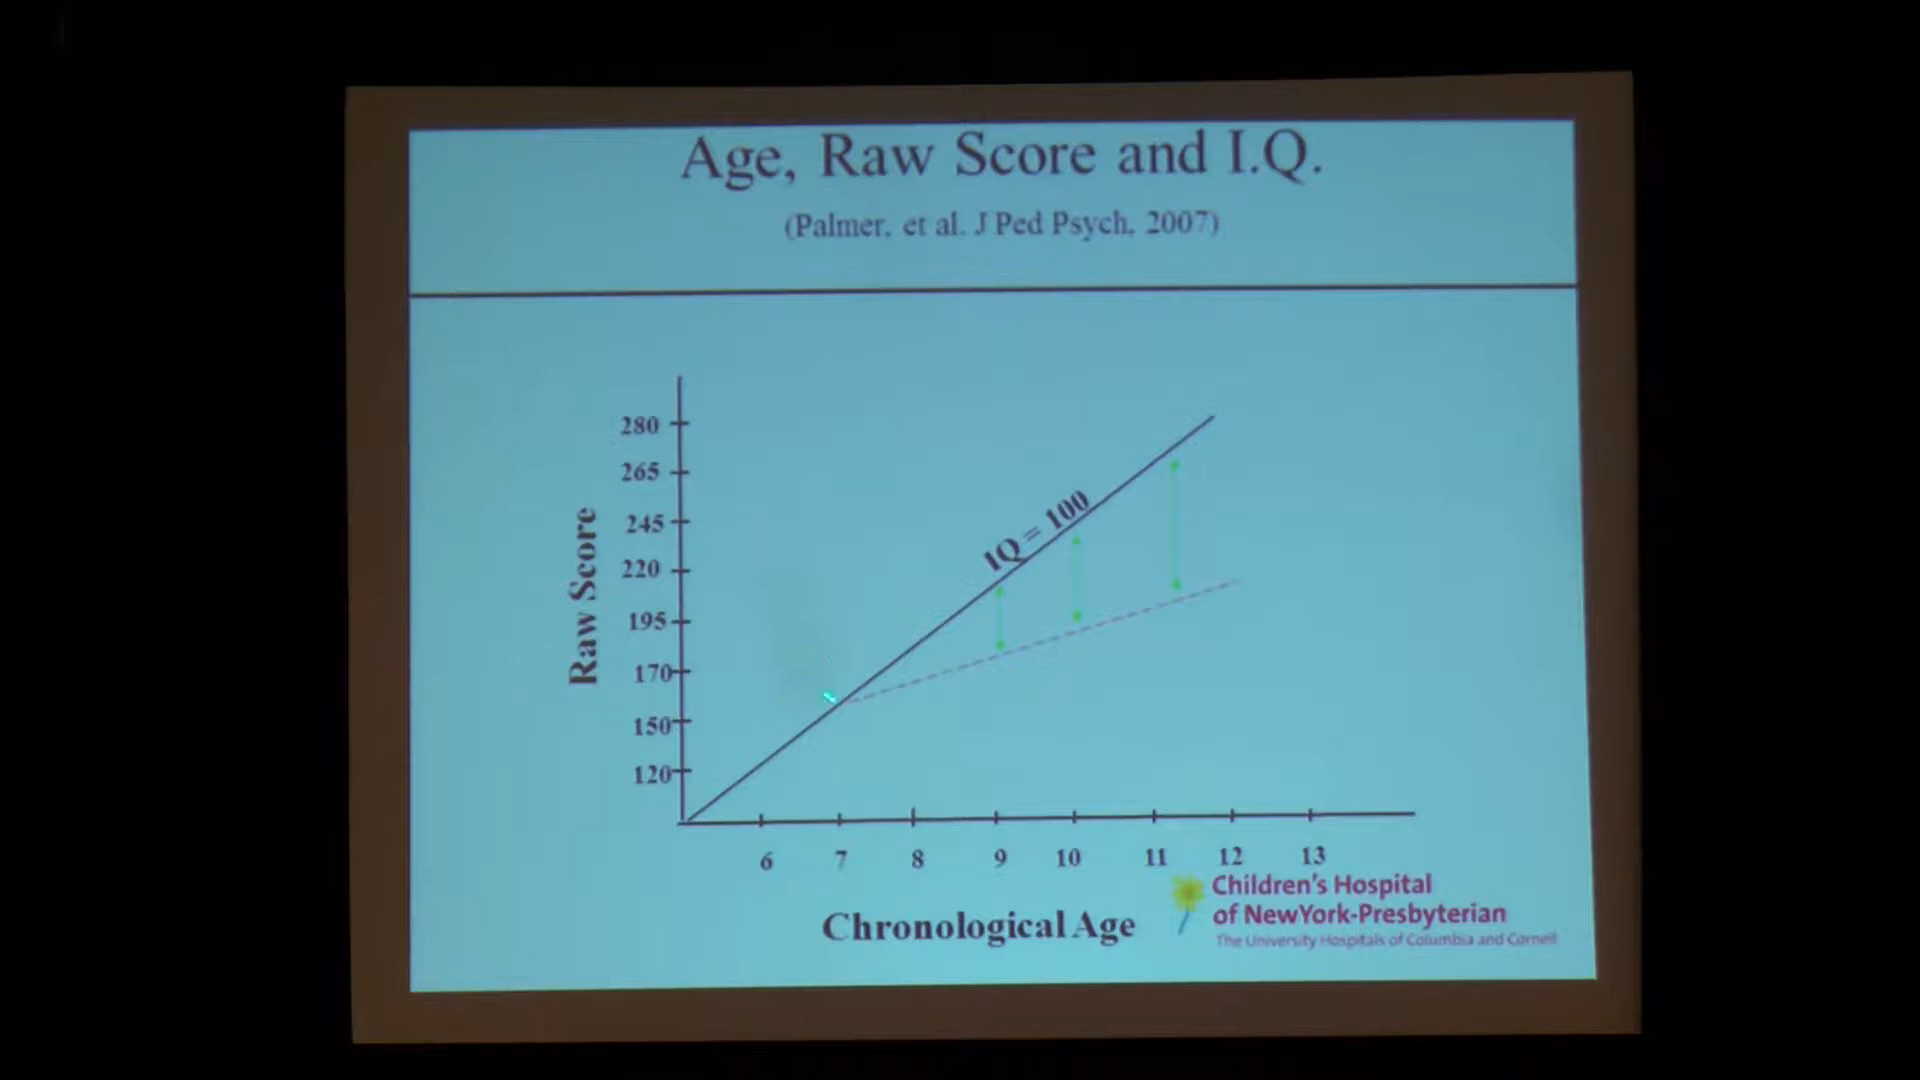 Age, Raw Score and I.Q.
(Palmer, et al. J Ped Psych, 2007)
280
265
245
220
195
170
150
120
Raw Score
IQ = 100
6 7 8 9 10 11 12 13
Chronological Age
Children's Hospital
of NewYork-Presbyterian
The University Hospitals of Columbia and Cornell